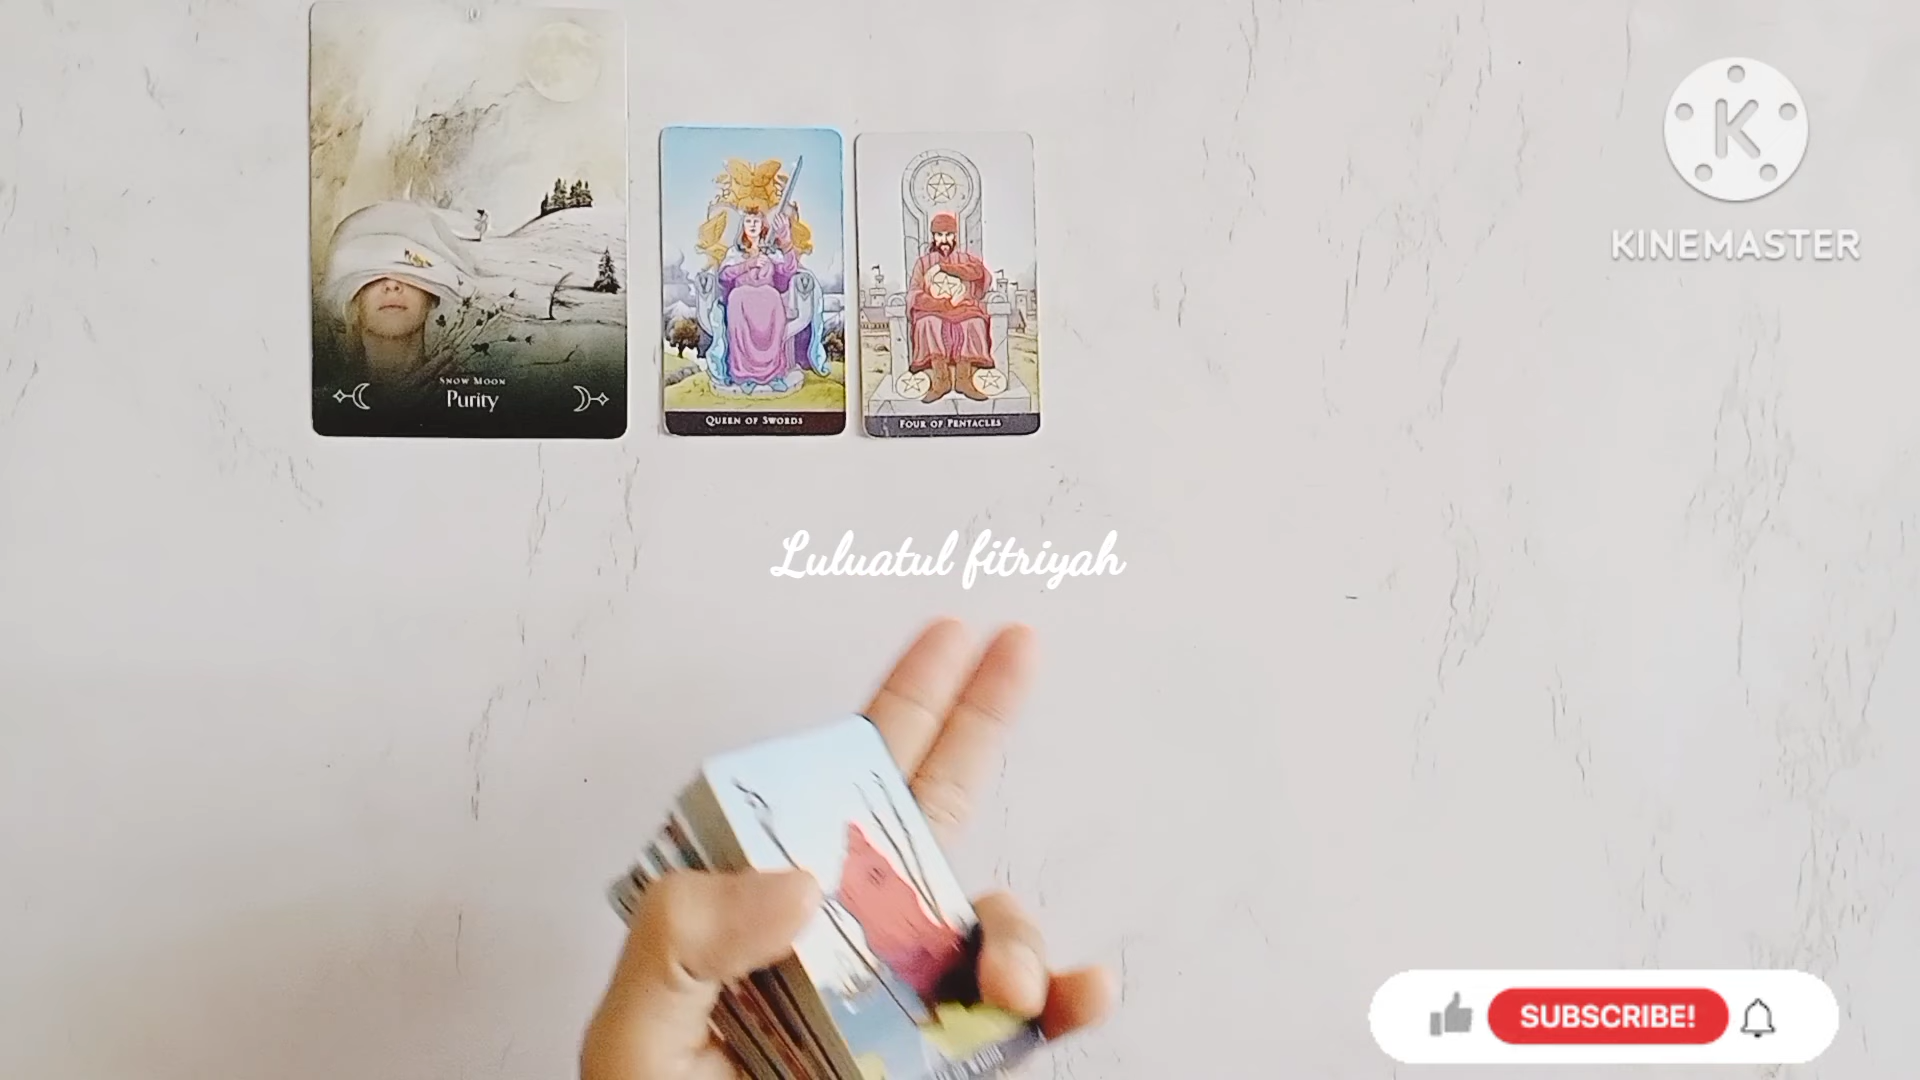 SNOW MOON
Purity
QUEEN OF SWORDS
FOUR OF PENTACLES
K
KINEMASTER
Luluatul fitriyah
SUBSCRIBE!